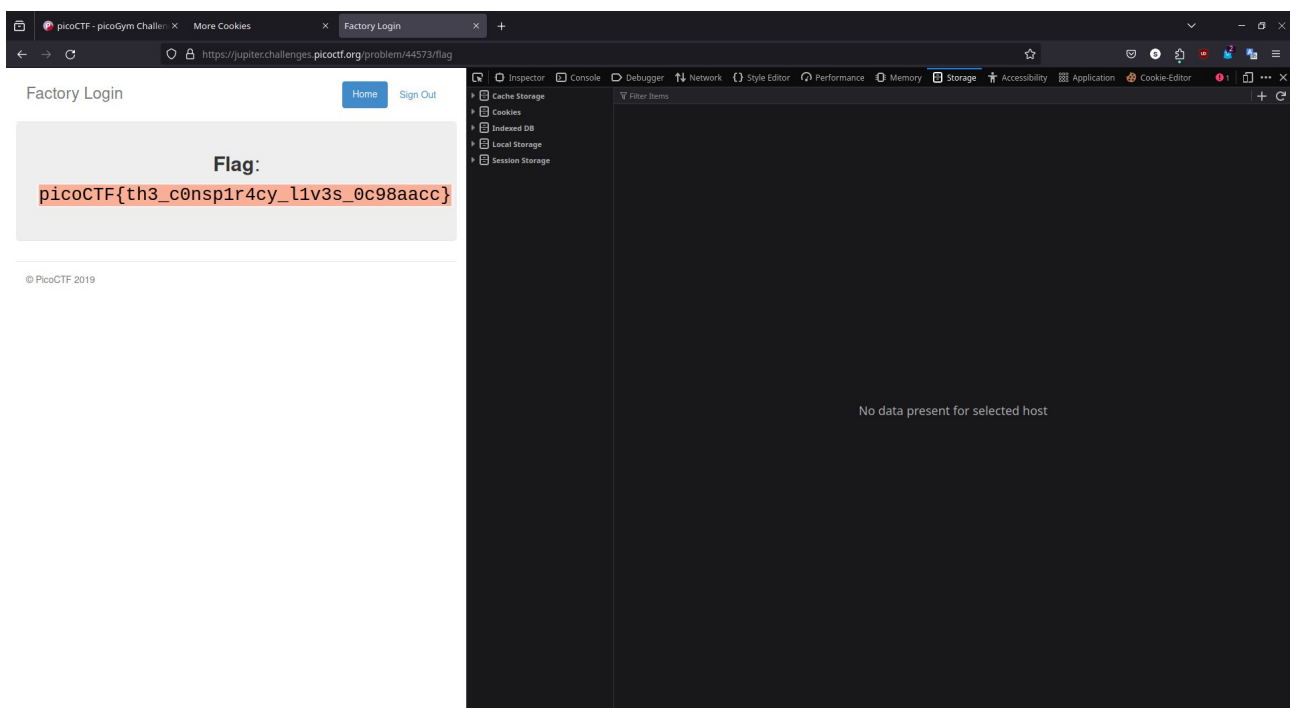 picoCTF - picoGym Challen
More Cookies
Factory Login
https://jupiter.challenges.picoctf.org/problem/44573/flag
Inspector Console Debugger Network Style Editor Performance Memory Storage Accessibility Application Cookie-Editor 1
Factory Login
Home
Sign Out
Cache Storage
Cookies
Indexed DB
Local Storage
Session Storage
Filter Items
Flag:
picoCTF{th3_c0nsp1r4cy_l1v3s_0c98aacc}
© PicoCTF 2019
No data present for selected host